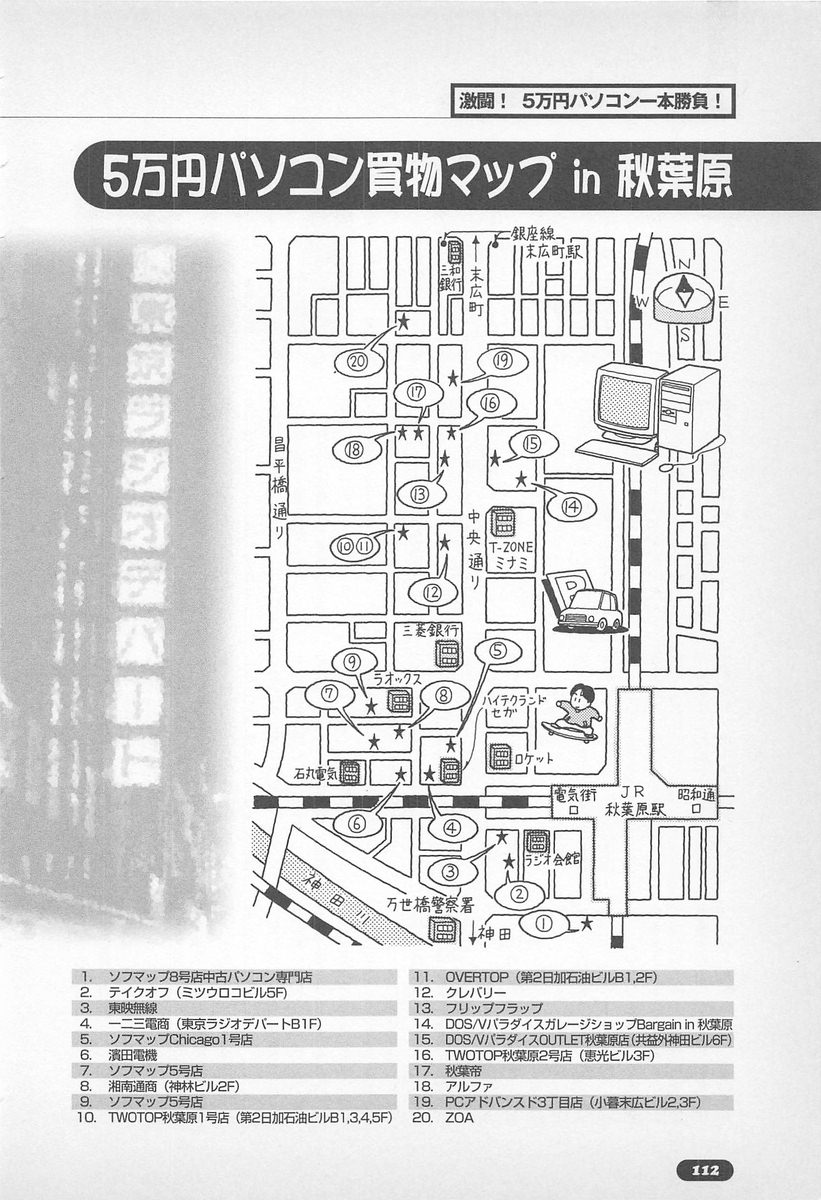 激闘! 5万円パソコン一本勝負!
5万円パソコン買物マップ in 秋葉原
銀座線
末広町駅
三和
銀行
末広町
N
W
E
S
⑳
⑲
⑰
⑯
⑱
⑮
⑬
⑭
昌平橋通り
中央通り
T-ZONE
ミナミ
⑩⑪
⑫
P
三菱銀行
⑤
⑨
ラオックス
⑦
⑧
ハイテクランド
セガ
石丸電気
ロケット
電気街
口
JR
秋葉原駅
昭和通
口
⑥
④
③
ラジオ会館
②
神田川
万世橋警察署
↓神田
①
1. ソフマップ8号店中古パソコン専門店
2. テイクオフ(ミツウロコビル5F)
3. 東映無線
4. 一二三電商(東京ラジオデパートB1F)
5. ソフマップChicago1号店
6. 濱田電機
7. ソフマップ5号店
8. 湘南通商(神林ビル2F)
9. ソフマップ5号店
10. TWOTOP秋葉原1号店(第2日加石油ビルB1,3,4,5F)
11. OVERTOP(第2日加石油ビルB1,2F)
12. クレバリー
13. フリップフラップ
14. DOS/VパラダイスガレージショップBargain in 秋葉原
15. DOS/VパラダイスOUTLET秋葉原店(共益外神田ビル6F)
16. TWOTOP秋葉原2号店(恵光ビル3F)
17. 秋葉帝
18. アルファ
19. PCアドバンスド3丁目店(小暮末広ビル2,3F)
20. ZOA
112